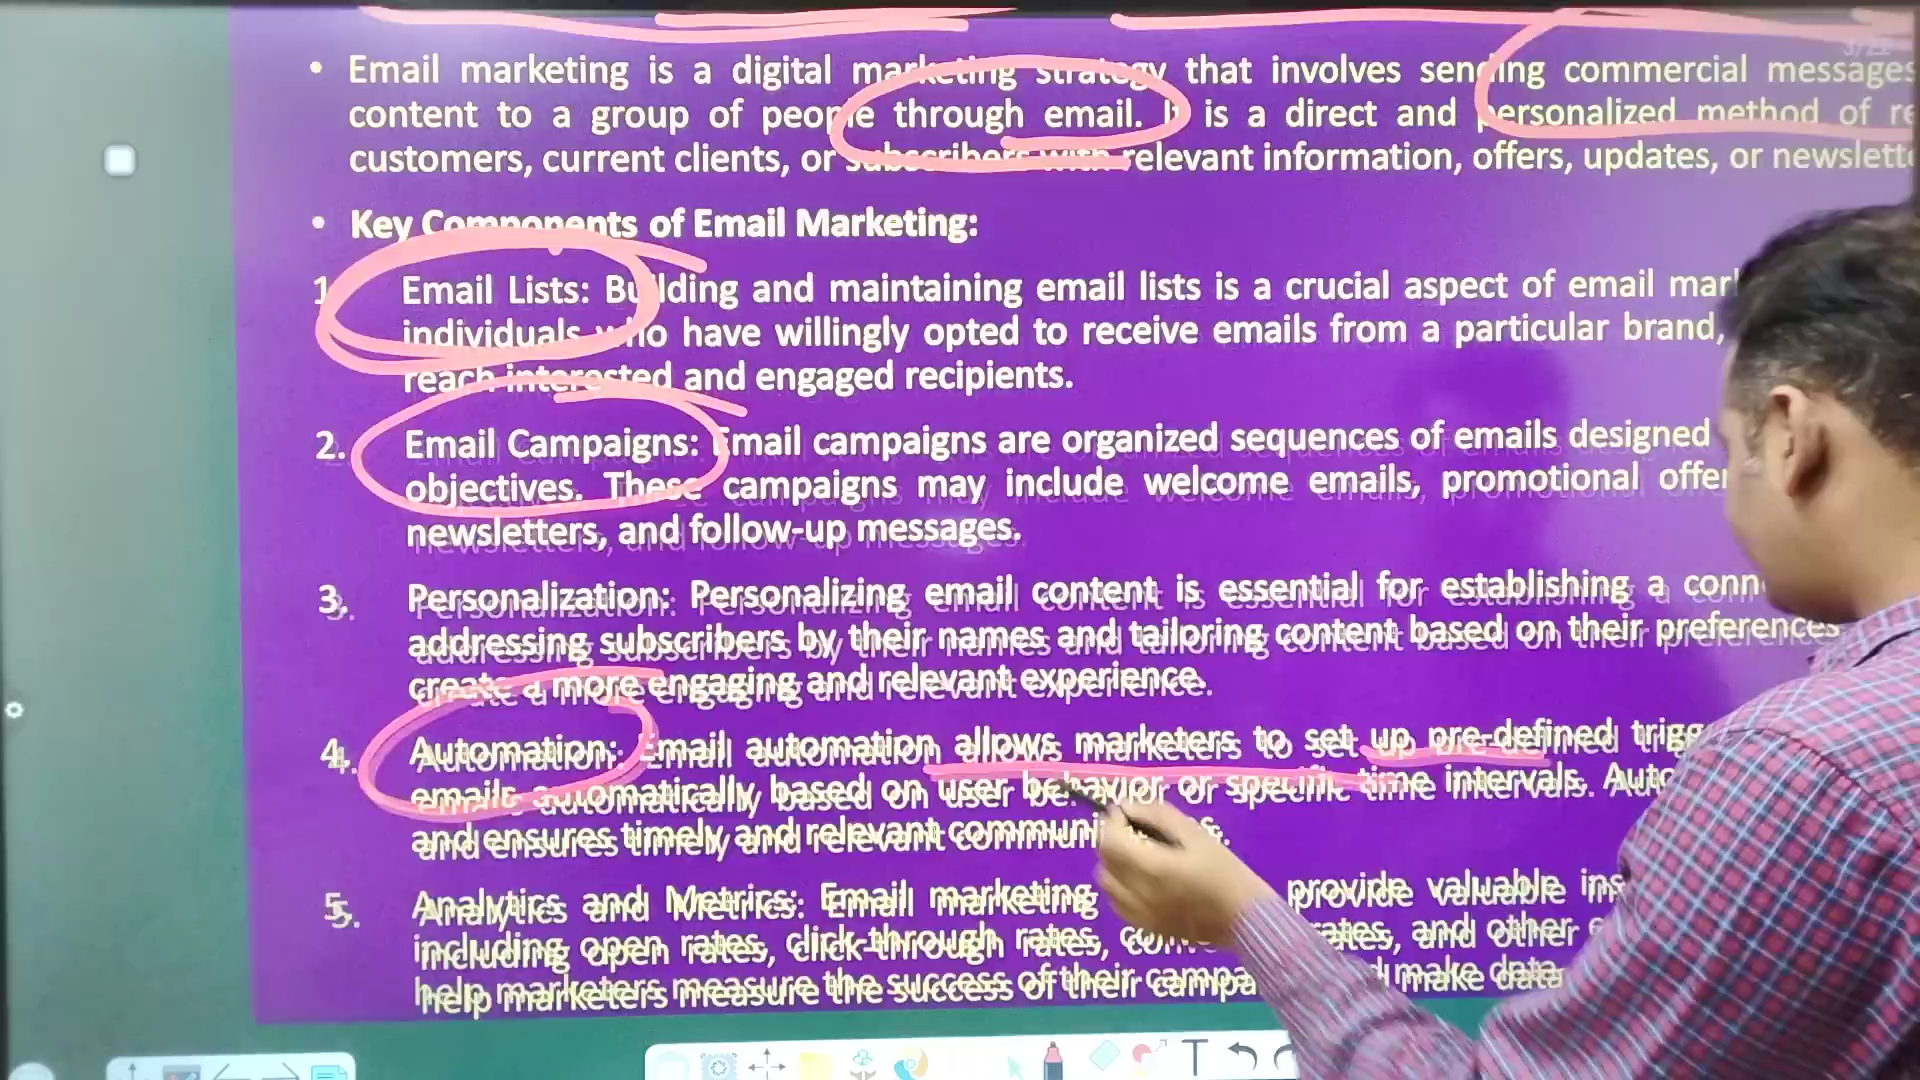 3/22
• Email marketing is a digital marketing strategy that involves sending commercial messages
content to a group of people through email. It is a direct and personalized method of re
customers, current clients, or subscribers with relevant information, offers, updates, or newslett
• Key Components of Email Marketing:
1 Email Lists: Building and maintaining email lists is a crucial aspect of email mar
individuals who have willingly opted to receive emails from a particular brand,
reach interested and engaged recipients.
2. Email Campaigns: Email campaigns are organized sequences of emails designed
objectives. These campaigns may include welcome emails, promotional offer
newsletters, and follow-up messages.
3. Personalization: Personalizing email content is essential for establishing a conn
addressing subscribers by their names and tailoring content based on their preferences
create a more engaging and relevant experience.
4. Automation: Email automation allows marketers to set up pre-defined trigg
emails automatically based on user behavior or specific time intervals. Auto
and ensures timely and relevant communi s.
5. Analytics and Metrics: Email marketing provide valuable ins
including open rates, click-through rates, conv rates, and other e
help marketers measure the success of their campa d make data
T